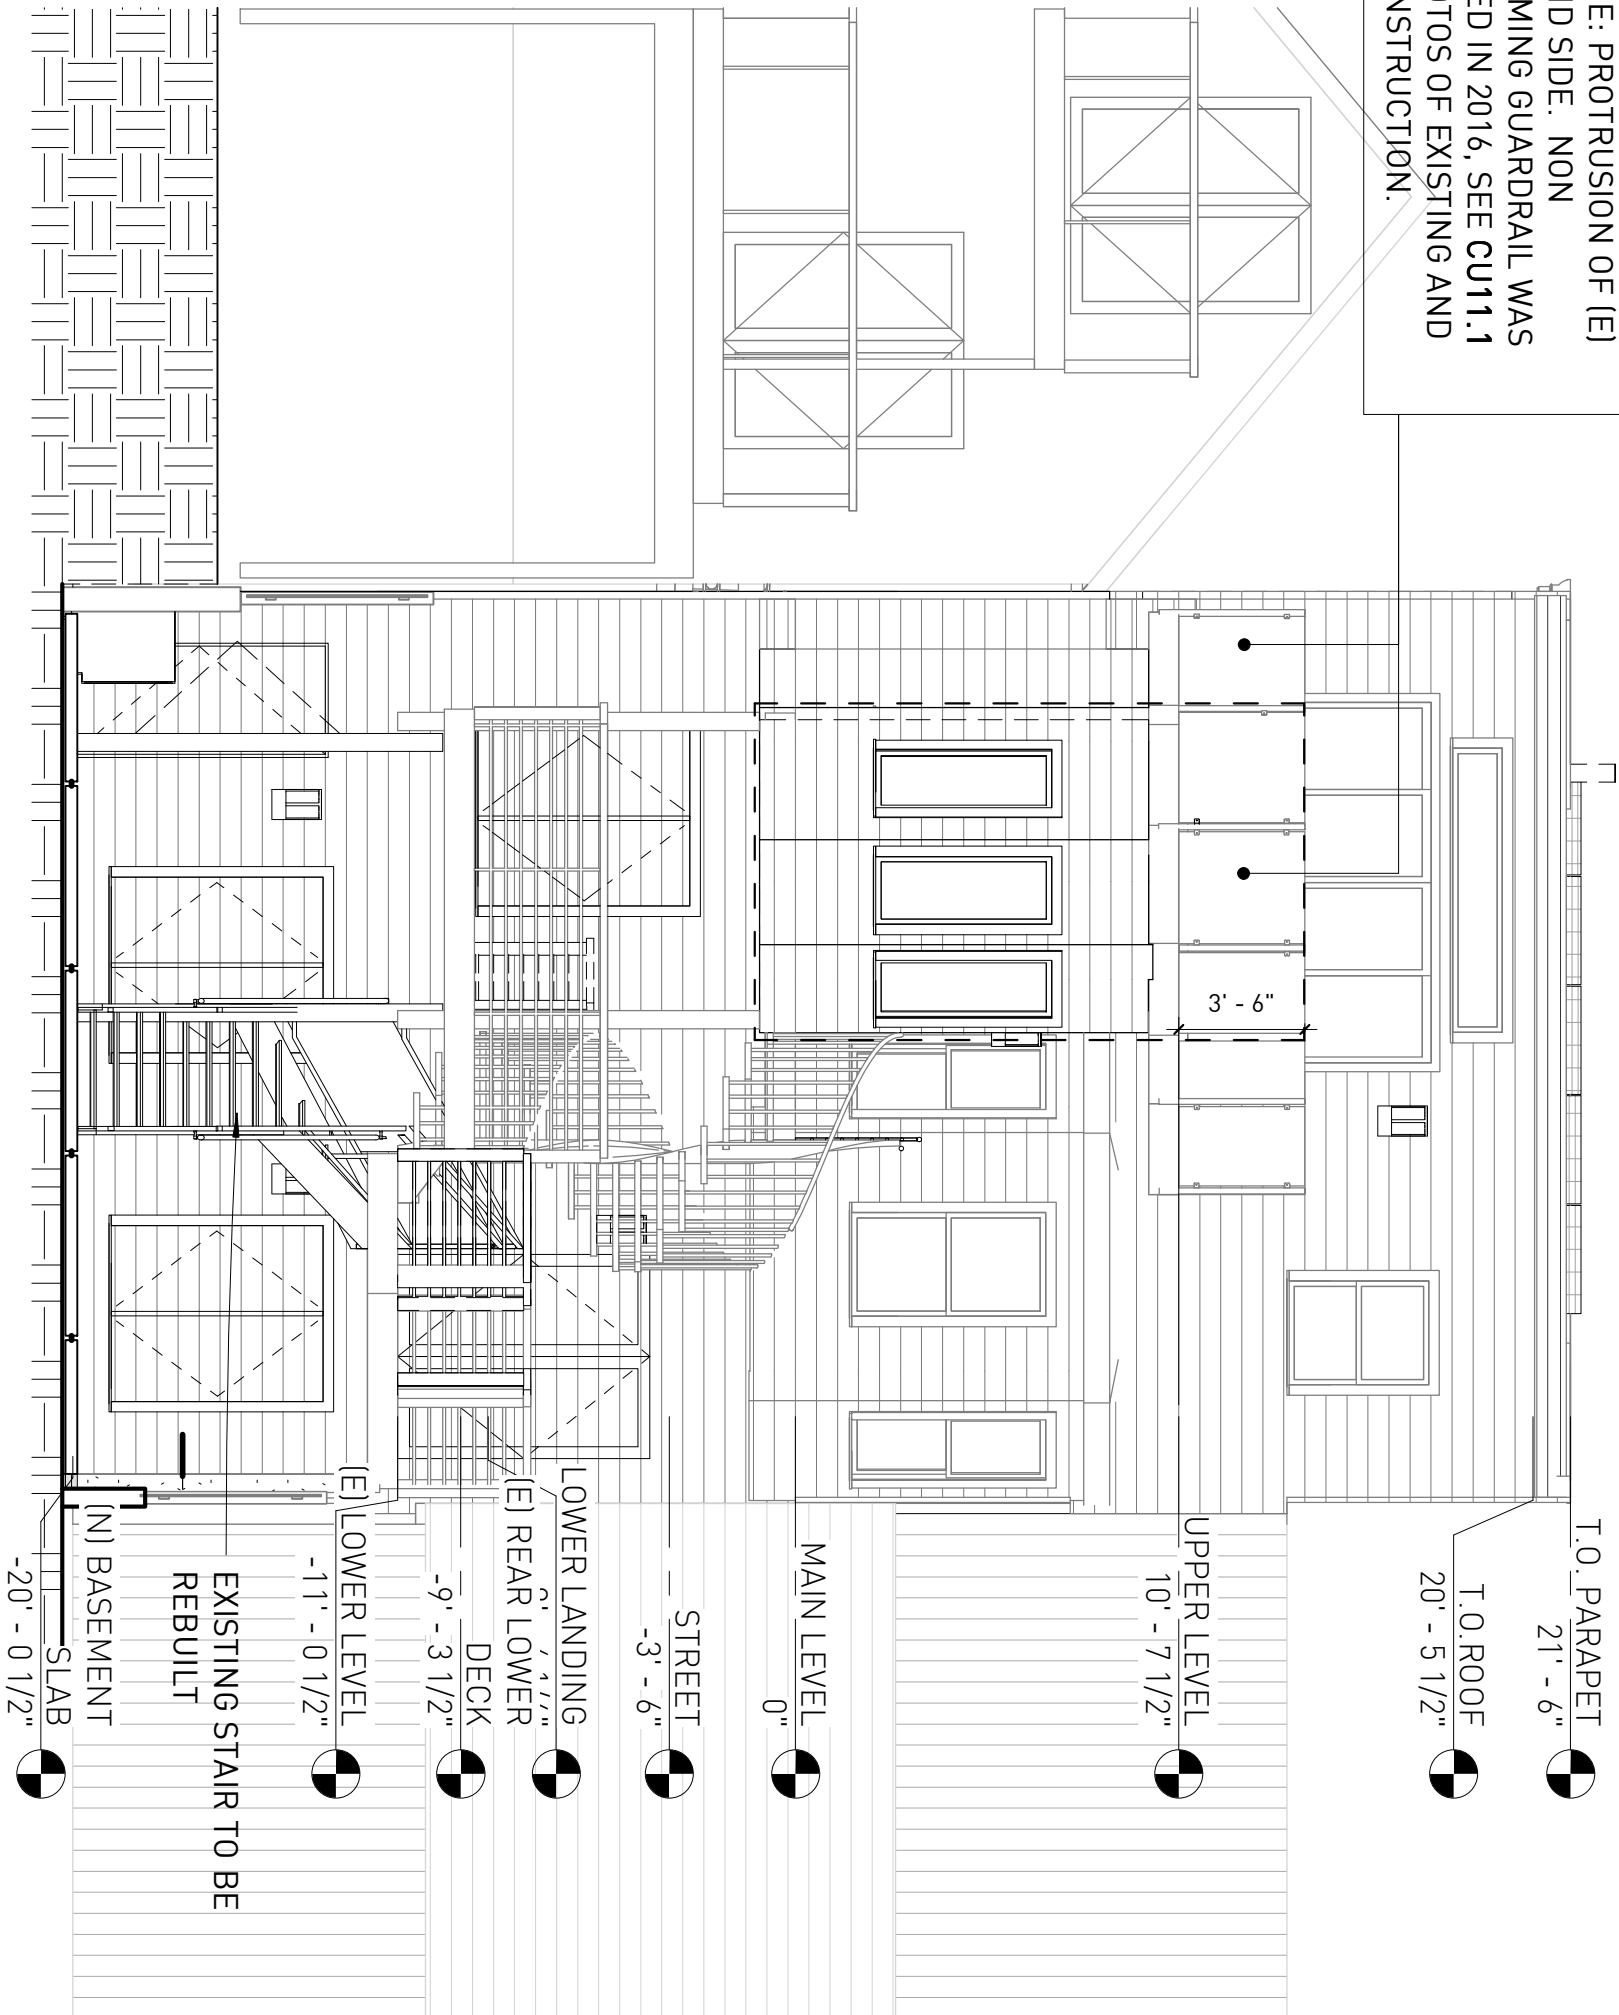 E: PROTRUSION OF (E)
ND SIDE. NON
MING GUARDRAIL WAS
ED IN 2016, SEE CU11.1
OTOS OF EXISTING AND
NSTRUCTION.
3' - 6"
T.O. PARAPET
21' - 6"
T.O.ROOF
20' - 5 1/2"
UPPER LEVEL
10' - 7 1/2"
MAIN LEVEL
0"
STREET
-3' - 6"
LOWER LANDING
(E) REAR LOWER
DECK
-9' - 3 1/2"
(E) LOWER LEVEL
-11' - 0 1/2"
EXISTING STAIR TO BE
REBUILT
(N) BASEMENT
SLAB
-20' - 0 1/2"